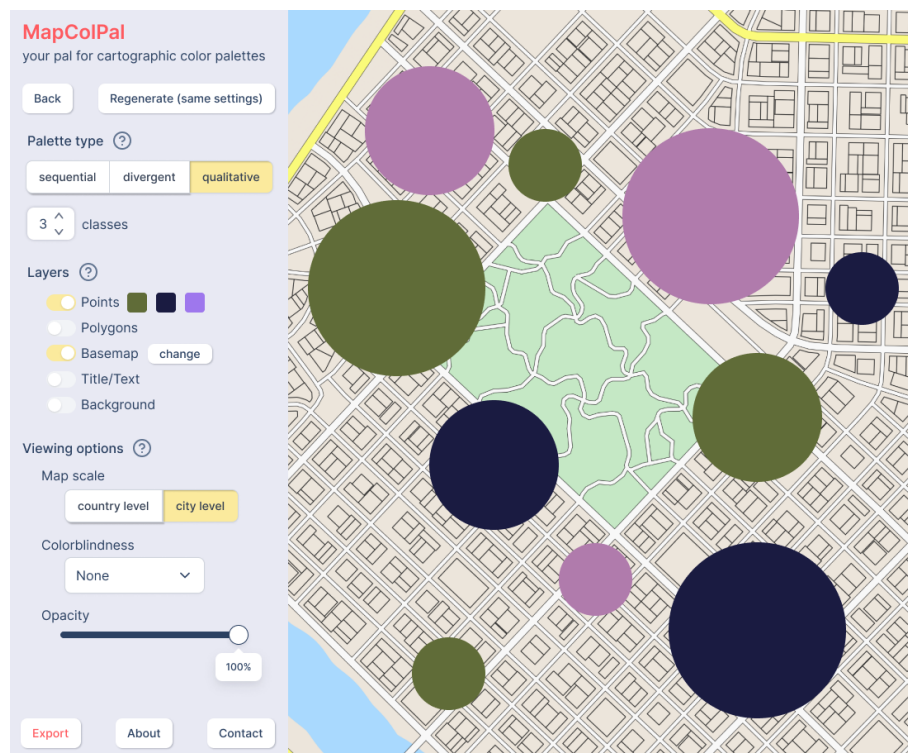 MapColPal
your pal for cartographic color palettes
Back Regenerate (same settings)
Palette type ?
sequential divergent qualitative
3 classes
Layers ?
Points
Polygons
Basemap change
Title/Text
Background
Viewing options ?
Map scale
country level city level
Colorblindness
None
Opacity
100%
Export About Contact